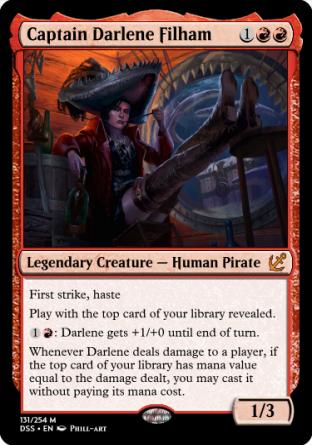 Captain Darlene Filham 1
Legendary Creature — Human Pirate
First strike, haste
Play with the top card of your library revealed.
1 R: Darlene gets +1/+0 until end of turn.
Whenever Darlene deals damage to a player, if
the top card of your library has mana value
equal to the damage dealt, you may cast it
without paying its mana cost.
1/3
131/254 M
DSS • EN PHILL-ART